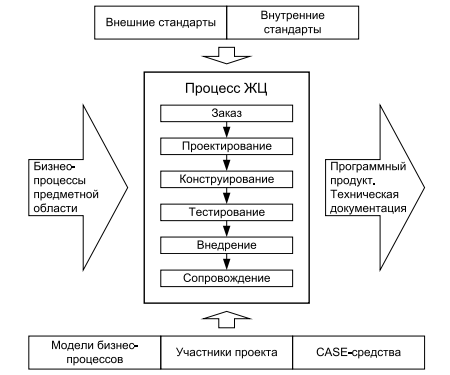 Внешние стандарты
Внутренние
стандарты
Процесс ЖЦ
Заказ
Проектирование
Конструирование
Тестирование
Внедрение
Сопровождение
Бизнес-
процессы
предметной
области
Программный
продукт.
Техническая
документация
Модели бизнес-
процессов
Участники проекта
CASE-средства